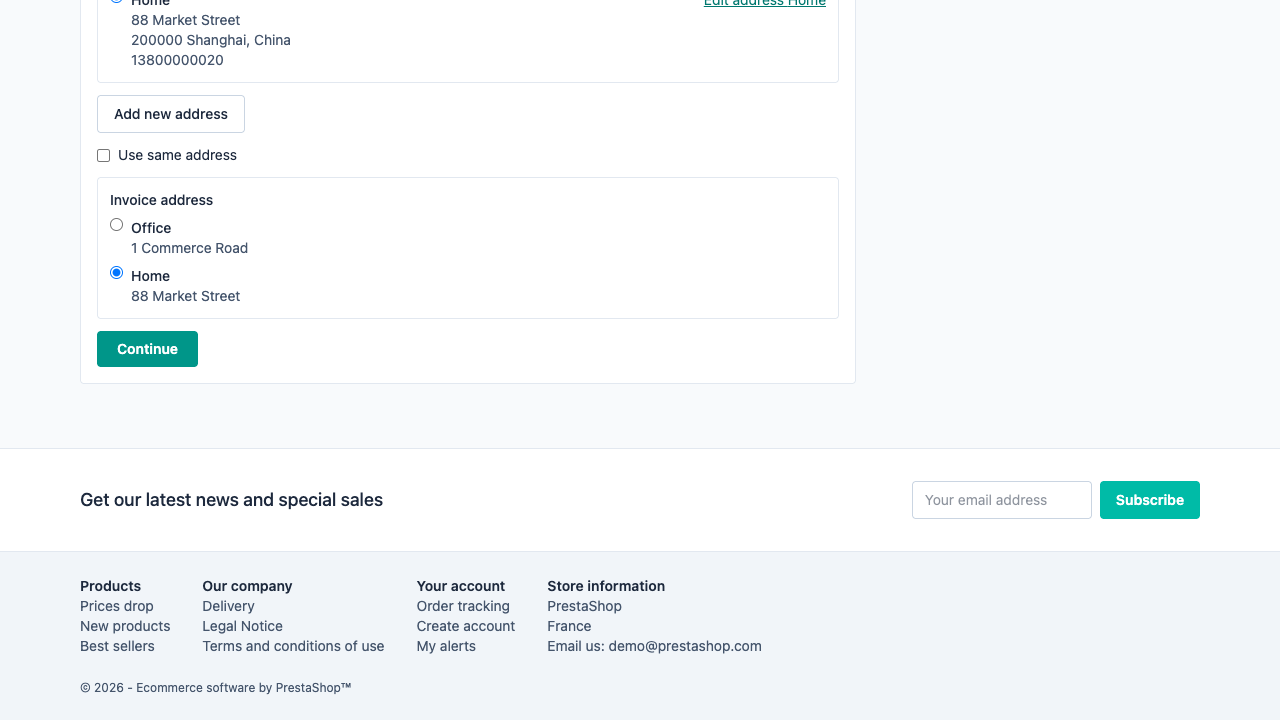 Home
Edit address Home
88 Market Street
200000 Shanghai, China
13800000020
Add new address
Use same address
Invoice address
Office
1 Commerce Road
Home
88 Market Street
Continue
Get our latest news and special sales
Your email address
Subscribe
Products
Prices drop
New products
Best sellers
Our company
Delivery
Legal Notice
Terms and conditions of use
Your account
Order tracking
Create account
My alerts
Store information
PrestaShop
France
Email us: demo@prestashop.com
© 2026 - Ecommerce software by PrestaShop™